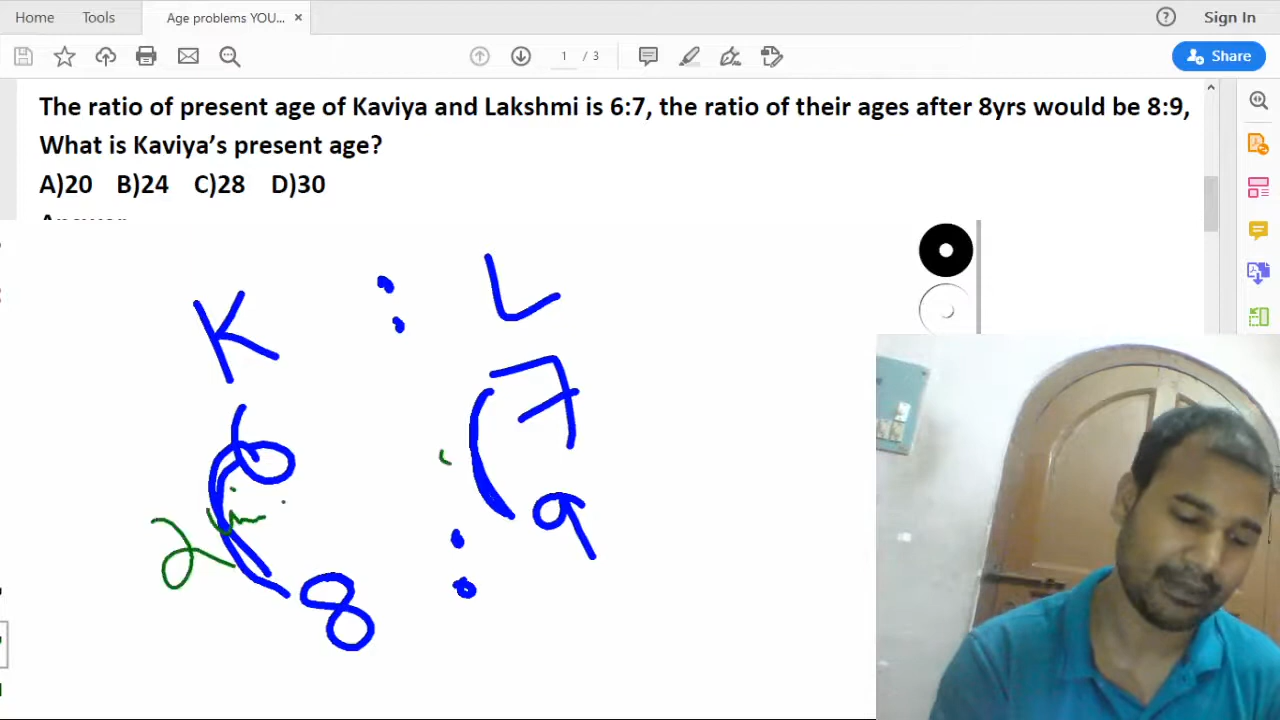 Home Tools Age problems YOU... × Sign In
1 / 3 Share
The ratio of present age of Kaviya and Lakshmi is 6:7, the ratio of their ages after 8yrs would be 8:9,
What is Kaviya’s present age?
A)20 B)24 C)28 D)30
K : L
6 7
9
2
8 :